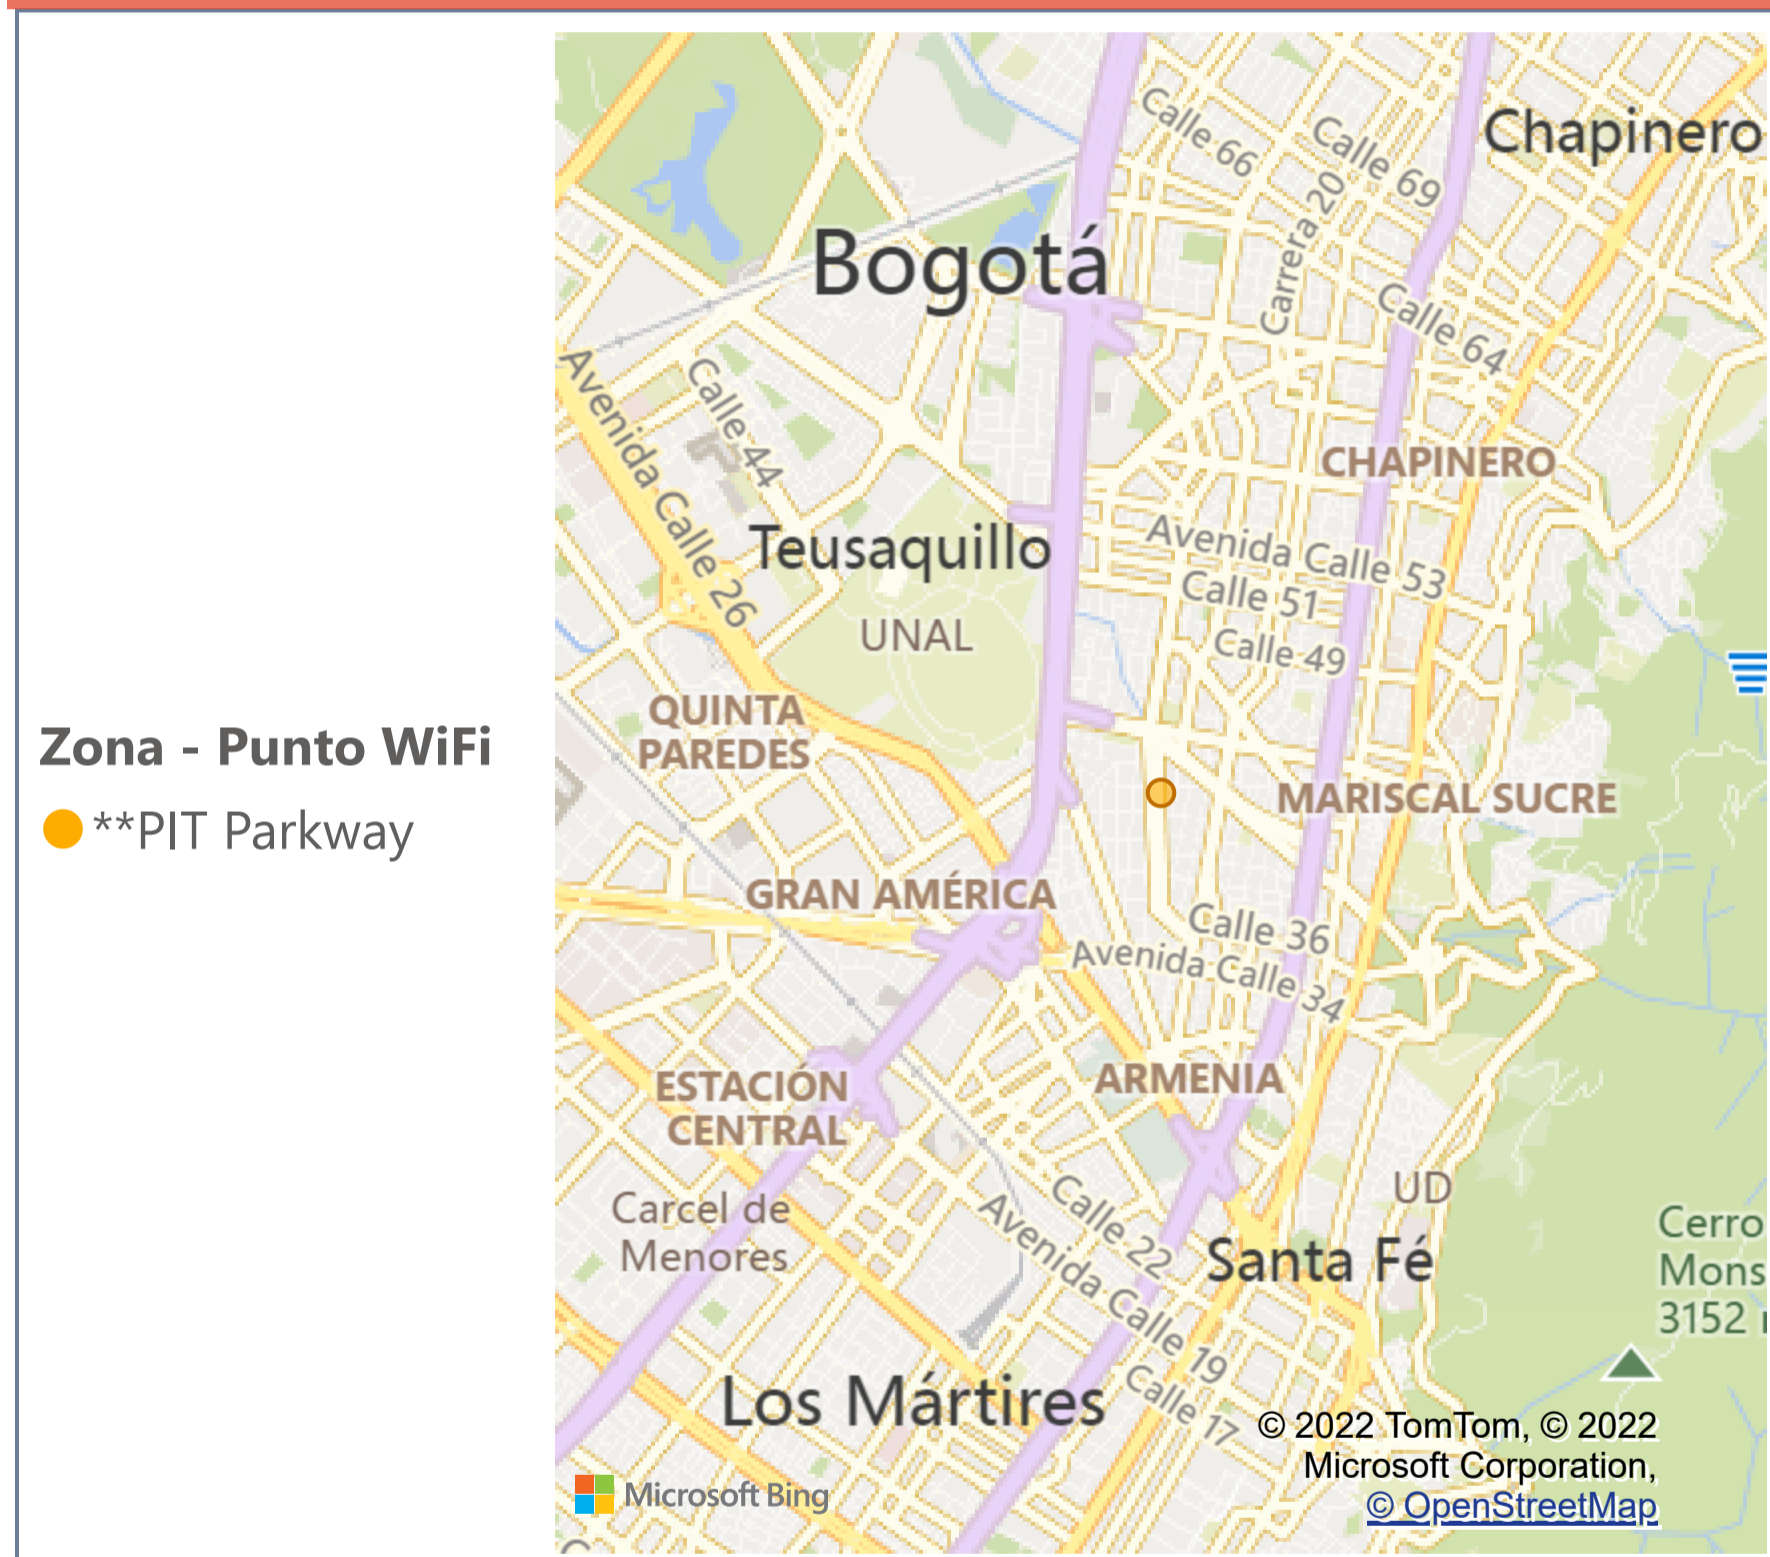 Zona - Punto WiFi
**PIT Parkway
Calle 66
Calle 69
Chapinero
Carrera 20
Bogotá
Calle 64
Avenida Calle 26
Calle 44
CHAPINERO
Teusaquillo
Avenida Calle 53
Calle 51
UNAL
Calle 49
QUINTA
PAREDES
MARISCAL SUCRE
GRAN AMÉRICA
Calle 36
Avenida Calle 34
ESTACIÓN
CENTRAL
ARMENIA
Carcel de
Menores
Calle 22
UD
Avenida Calle 19
Santa Fé
Cerro
Mons
3152
Los Mártires
Calle 17
© 2022 TomTom, © 2022
Microsoft Corporation,
© OpenStreetMap
Microsoft Bing